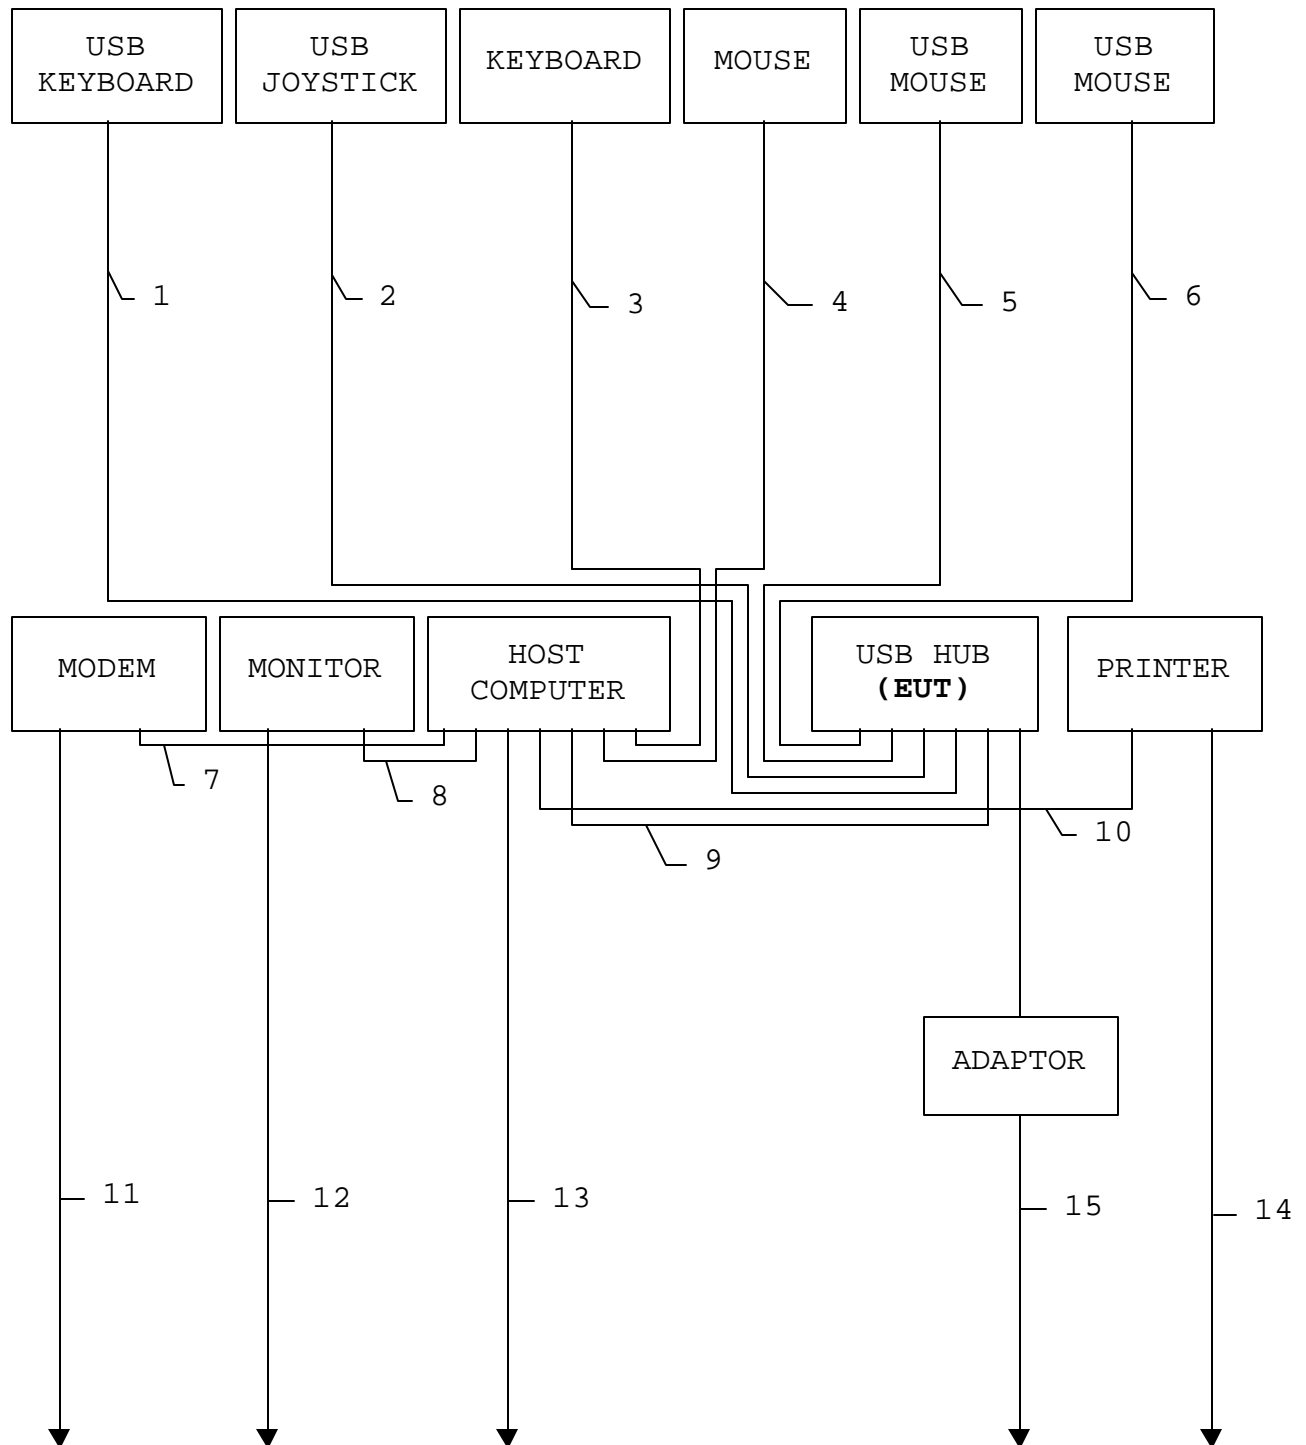 USB
KEYBOARD
USB
JOYSTICK
KEYBOARD
MOUSE
USB
MOUSE
USB
MOUSE
1
2
3
4
5
6
MODEM
MONITOR
HOST
COMPUTER
USB HUB
(EUT)
PRINTER
7
8
9
10
ADAPTOR
11
12
13
15
14